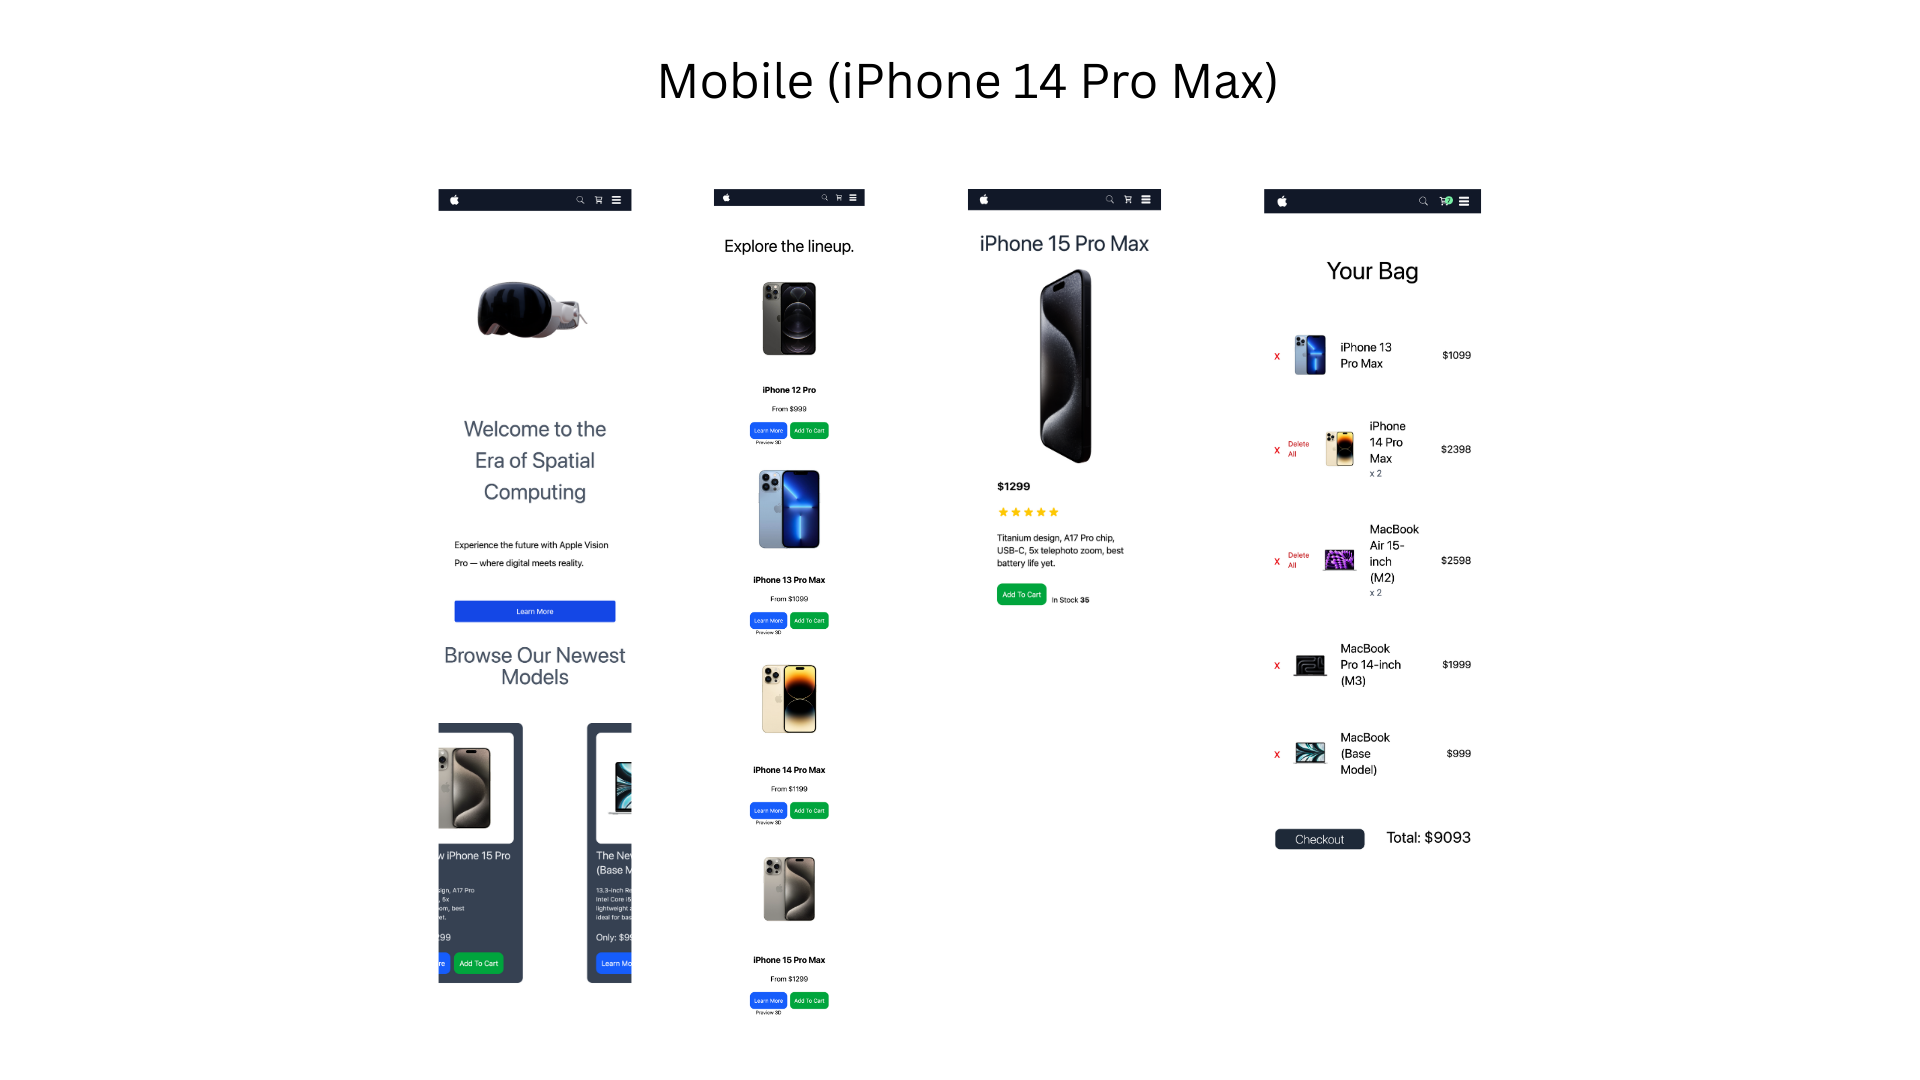 Mobile (iPhone 14 Pro Max)
Welcome to the
Era of Spatial
Computing
Experience the future with Apple Vision
Pro — where digital meets reality.
Learn More
Browse Our Newest
Models
w iPhone 15 Pro
sign, A17 Pro
, 5x
om, best
et.
299
re
Add To Cart
The Nev
(Base M
13.3-inch Re
Intel Core i5
lightweight a
ideal for bas
Only: $99
Learn Mo
Explore the lineup.
iPhone 12 Pro
From $999
Learn More
Add To Cart
Preview 3D
iPhone 13 Pro Max
From $1099
Learn More
Add To Cart
Preview 3D
iPhone 14 Pro Max
From $1199
Learn More
Add To Cart
Preview 3D
iPhone 15 Pro Max
From $1299
Learn More
Add To Cart
Preview 3D
iPhone 15 Pro Max
$1299
Titanium design, A17 Pro chip,
USB-C, 5x telephoto zoom, best
battery life yet.
Add To Cart
In Stock 35
7
Your Bag
X
iPhone 13
Pro Max
$1099
X
Delete
All
iPhone
14 Pro
Max
x 2
$2398
X
Delete
All
MacBook
Air 15-
inch
(M2)
x 2
$2598
X
MacBook
Pro 14-inch
(M3)
$1999
X
MacBook
(Base
Model)
$999
Checkout
Total: $9093